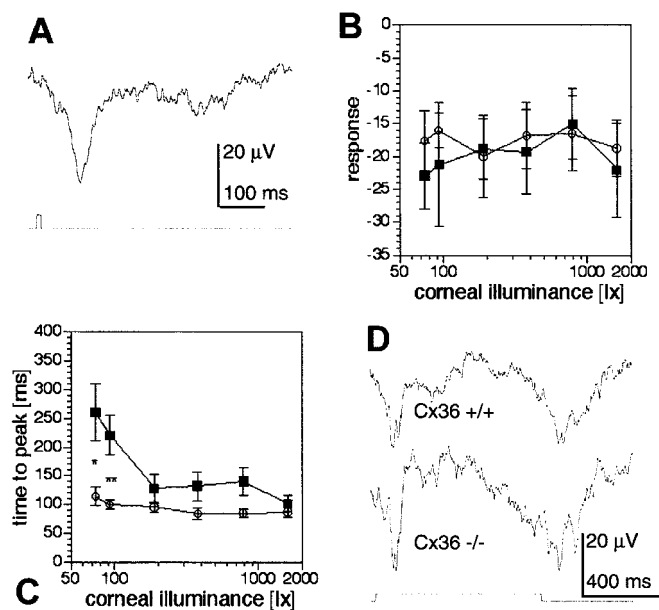 A
20 μV
100 ms
B
0
-5
-10
-15
-20
-25
-30
-35
response
50 100 1000 2000
corneal illuminance [lx]
400
350
300
250
200
150
100
50
0
time to peak [ms]
*
**
50 100 1000 2000
corneal illuminance [lx]
C
D
Cx36 +/+
Cx36 -/-
20 μV
400 ms